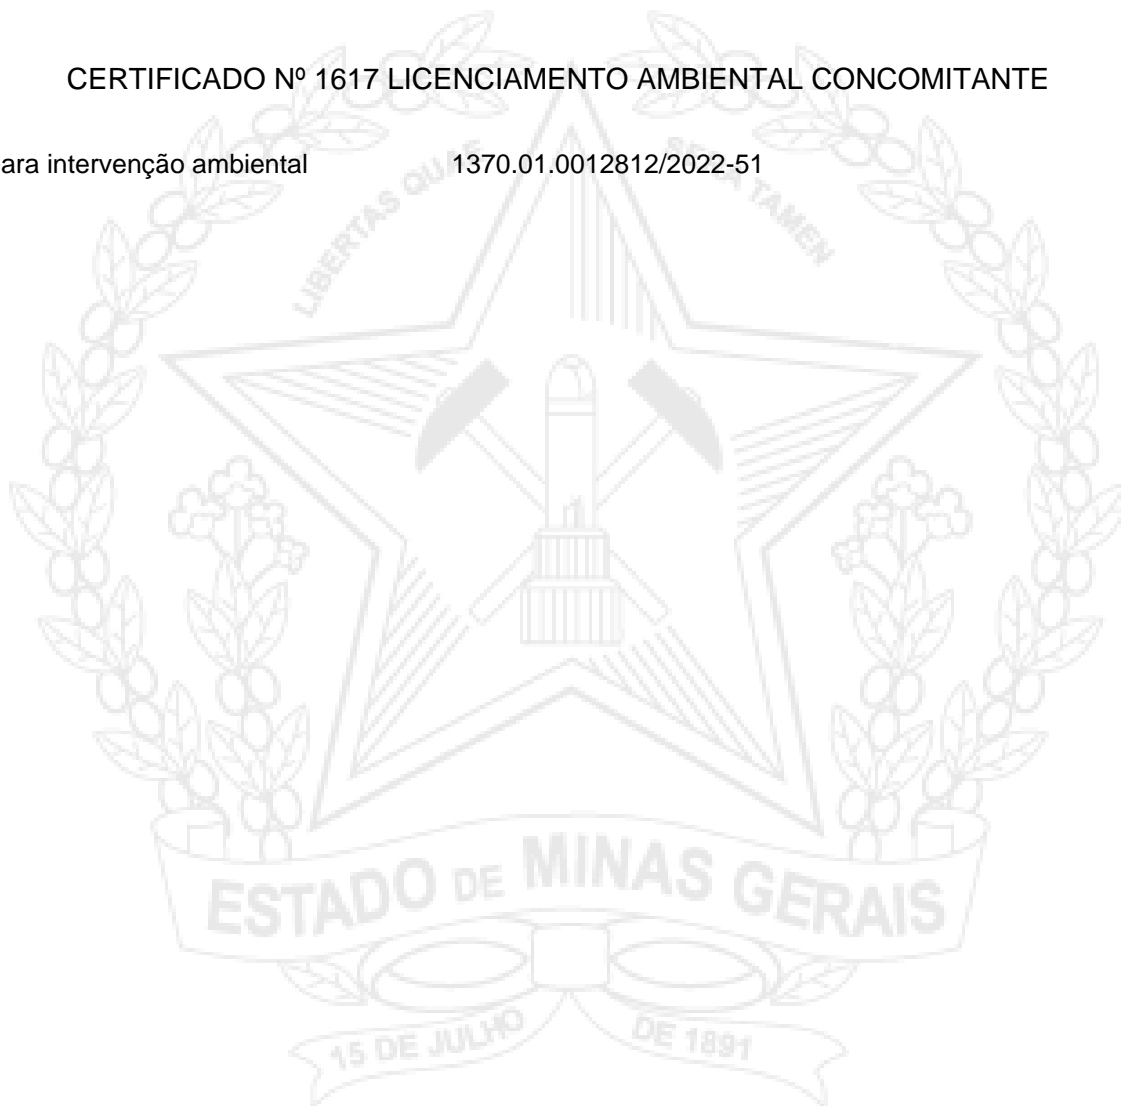 CERTIFICADO Nº 1617 LICENCIAMENTO AMBIENTAL CONCOMITANTE
ara intervenção ambiental 1370.01.0012812/2022-51
LIBERTAS QUAE SERA TAMEN
ESTADO DE MINAS GERAIS
15 DE JULHO DE 1891